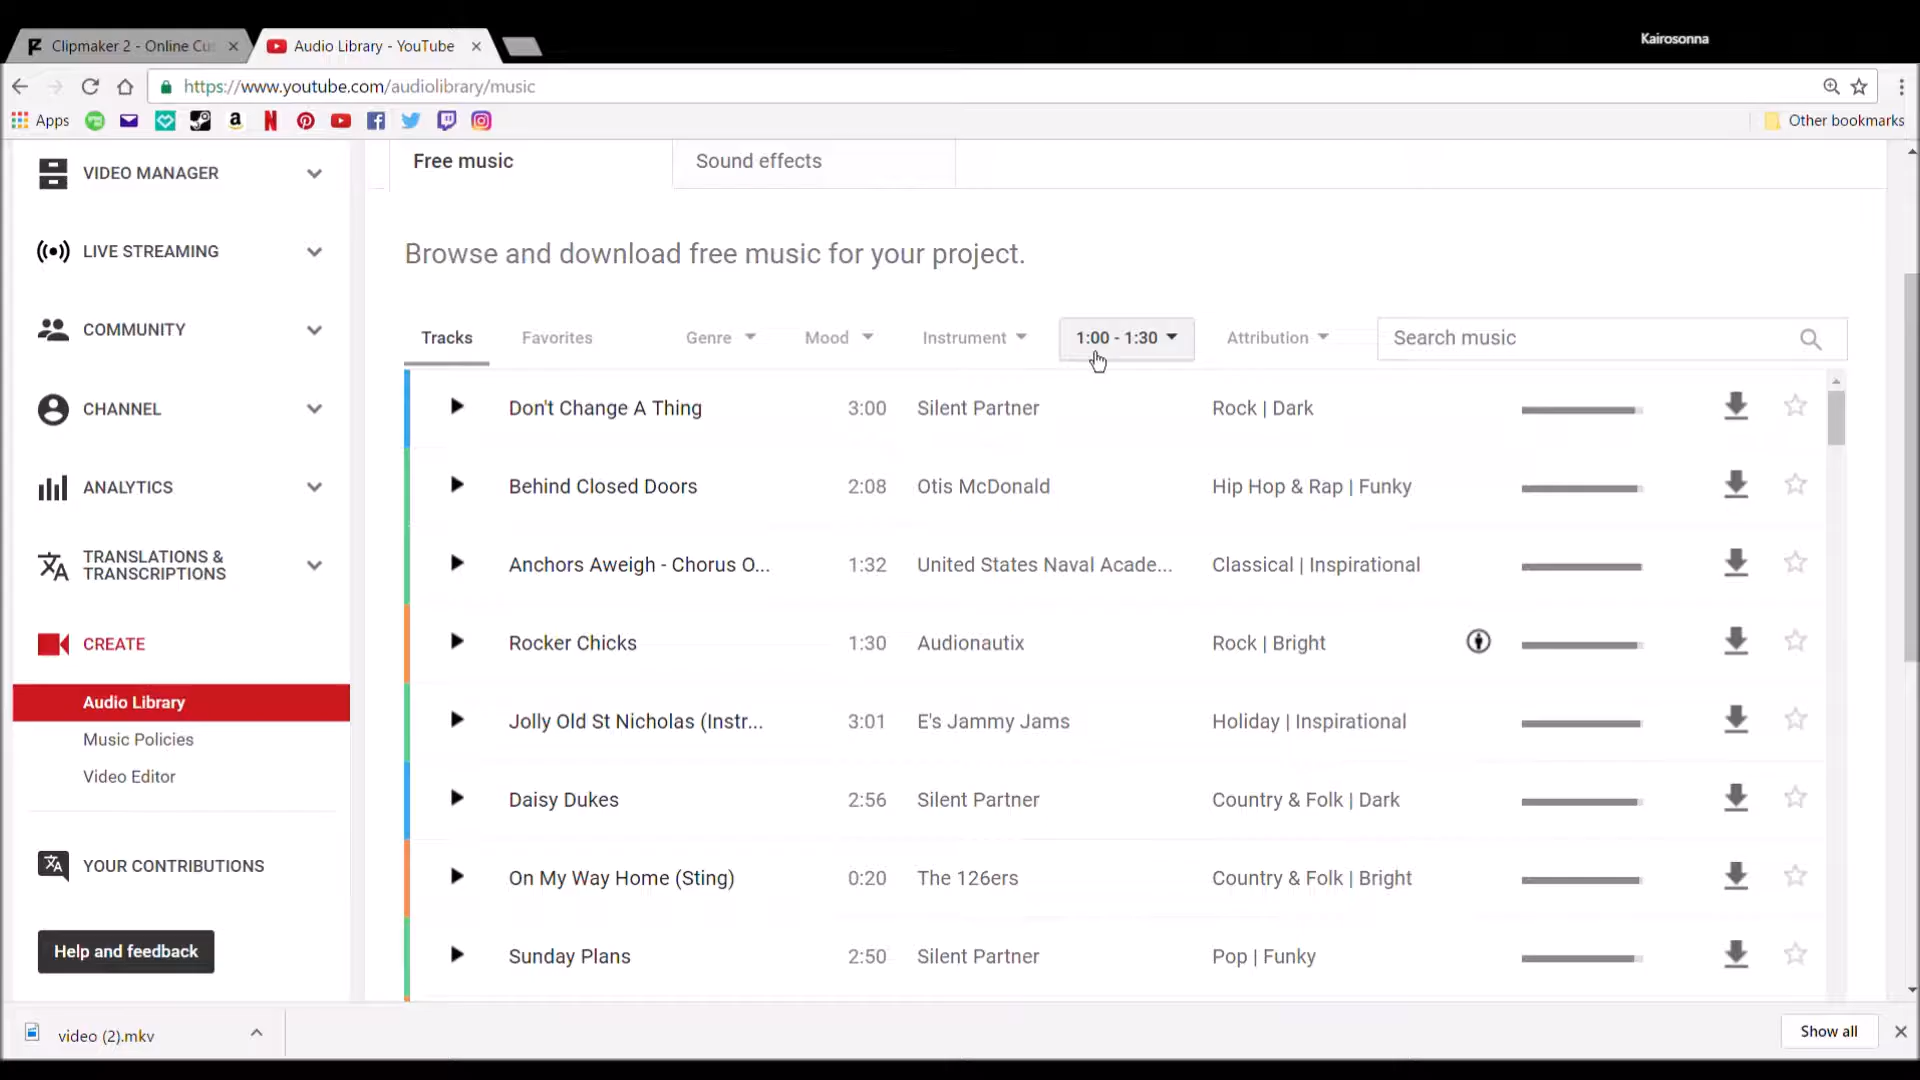 Kairosonna
Clipmaker 2 - Online Cu
Audio Library - YouTube
https://www.youtube.com/audiolibrary/music
Apps
Other bookmarks
VIDEO MANAGER
LIVE STREAMING
COMMUNITY
CHANNEL
ANALYTICS
TRANSLATIONS &
TRANSCRIPTIONS
CREATE
Audio Library
Music Policies
Video Editor
YOUR CONTRIBUTIONS
Help and feedback
Free music
Sound effects
Browse and download free music for your project.
Tracks Favorites Genre Mood Instrument 1:00 - 1:30 Attribution Search music
Don't Change A Thing 3:00 Silent Partner Rock | Dark
Behind Closed Doors 2:08 Otis McDonald Hip Hop & Rap | Funky
Anchors Aweigh - Chorus O... 1:32 United States Naval Acade... Classical | Inspirational
Rocker Chicks 1:30 Audionautix Rock | Bright
Jolly Old St Nicholas (Instr... 3:01 E's Jammy Jams Holiday | Inspirational
Daisy Dukes 2:56 Silent Partner Country & Folk | Dark
On My Way Home (Sting) 0:20 The 126ers Country & Folk | Bright
Sunday Plans 2:50 Silent Partner Pop | Funky
video (2).mkv
Show all